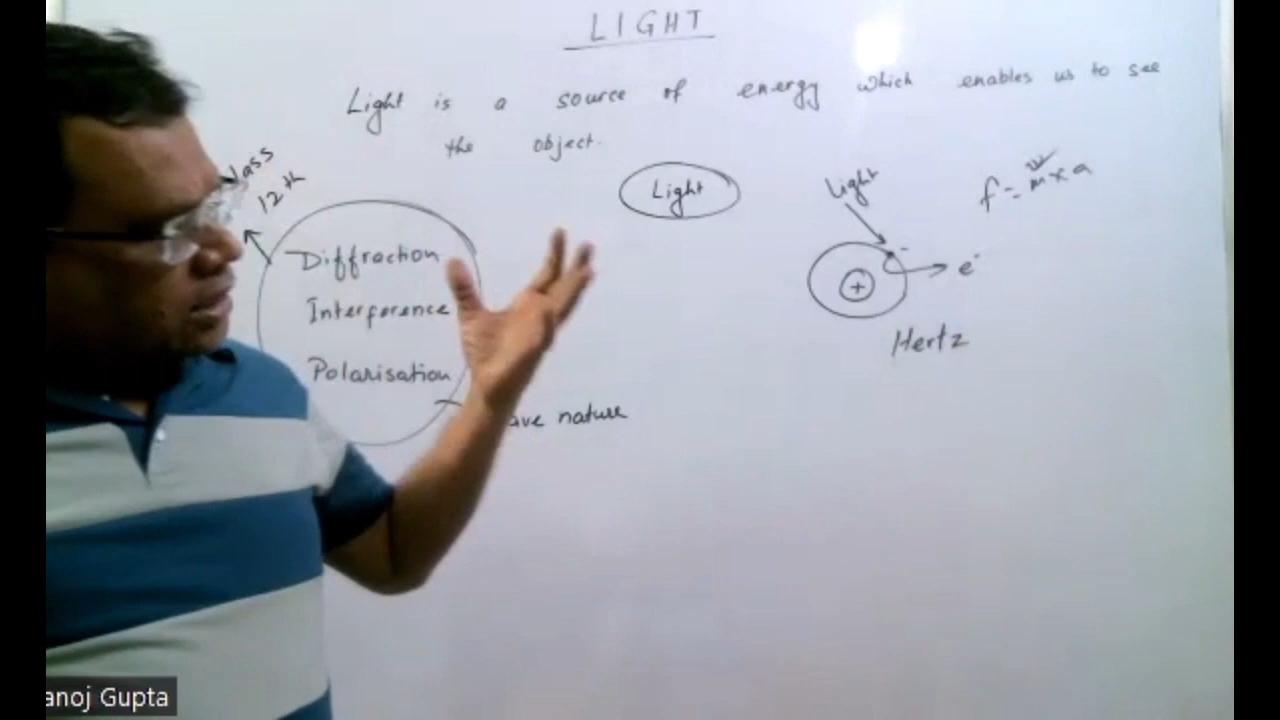 LIGHT
Light is a source of energy which enables us to see
the object.
12th
Light
Light
f = m x a
Diffraction
- e-
+
Interference
Hertz
Polarisation
ave nature
anoj Gupta